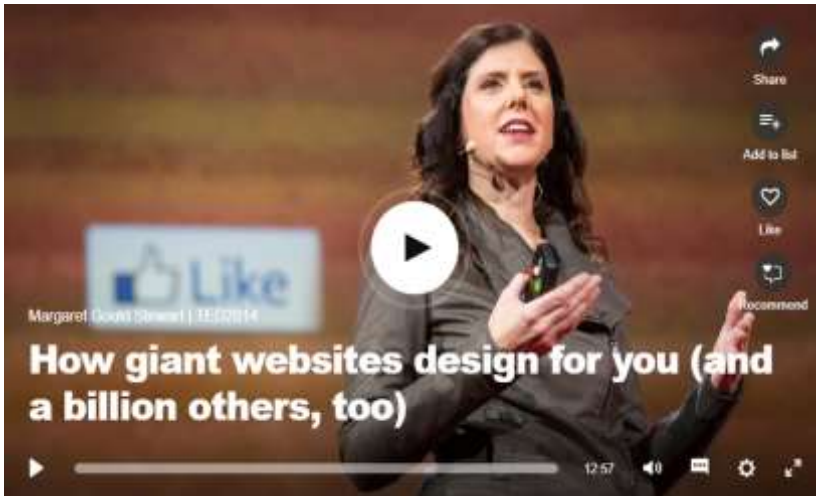 Share
Add to list
Like
Like
Recommend
Margaret Gould Stewart | TED2014
How giant websites design for you (and
a billion others, too)
12:57